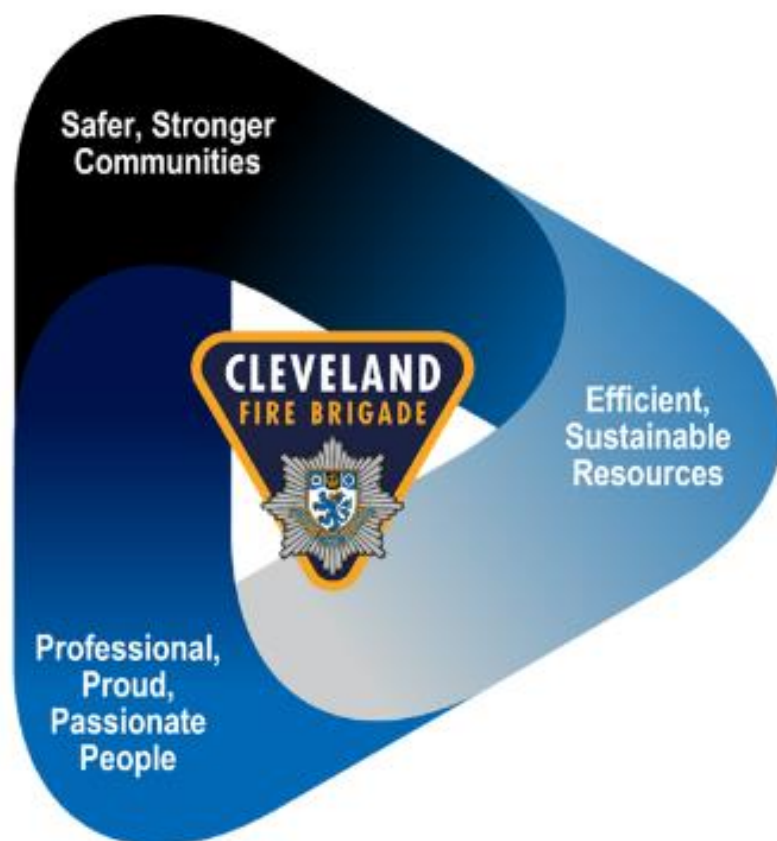 Safer, Stronger
Communities
CLEVELAND
FIRE BRIGADE
Efficient,
Sustainable
Resources
Professional,
Proud,
Passionate
People